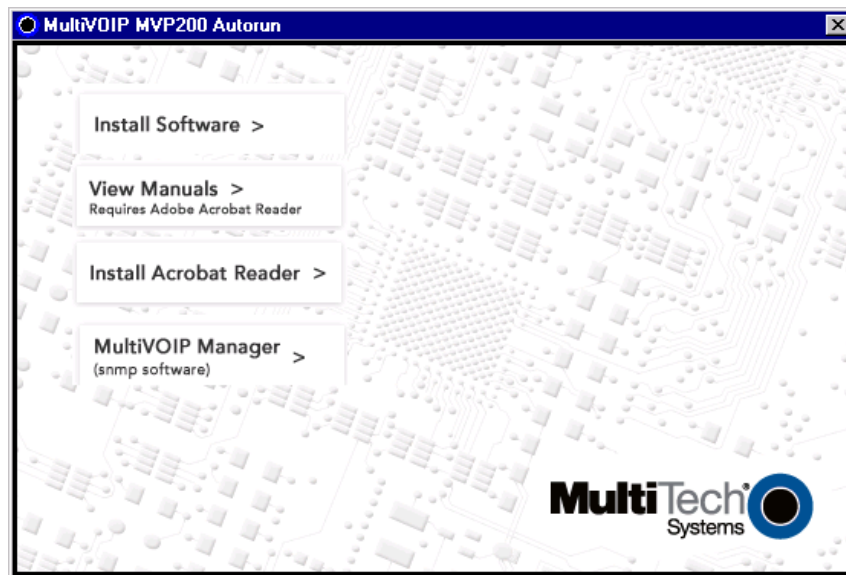 MultiVOIP MVP200 Autorun
Install Software >
View Manuals >
Requires Adobe Acrobat Reader
Install Acrobat Reader >
MultiVOIP Manager >
(snmp software)
MultiTech®
Systems